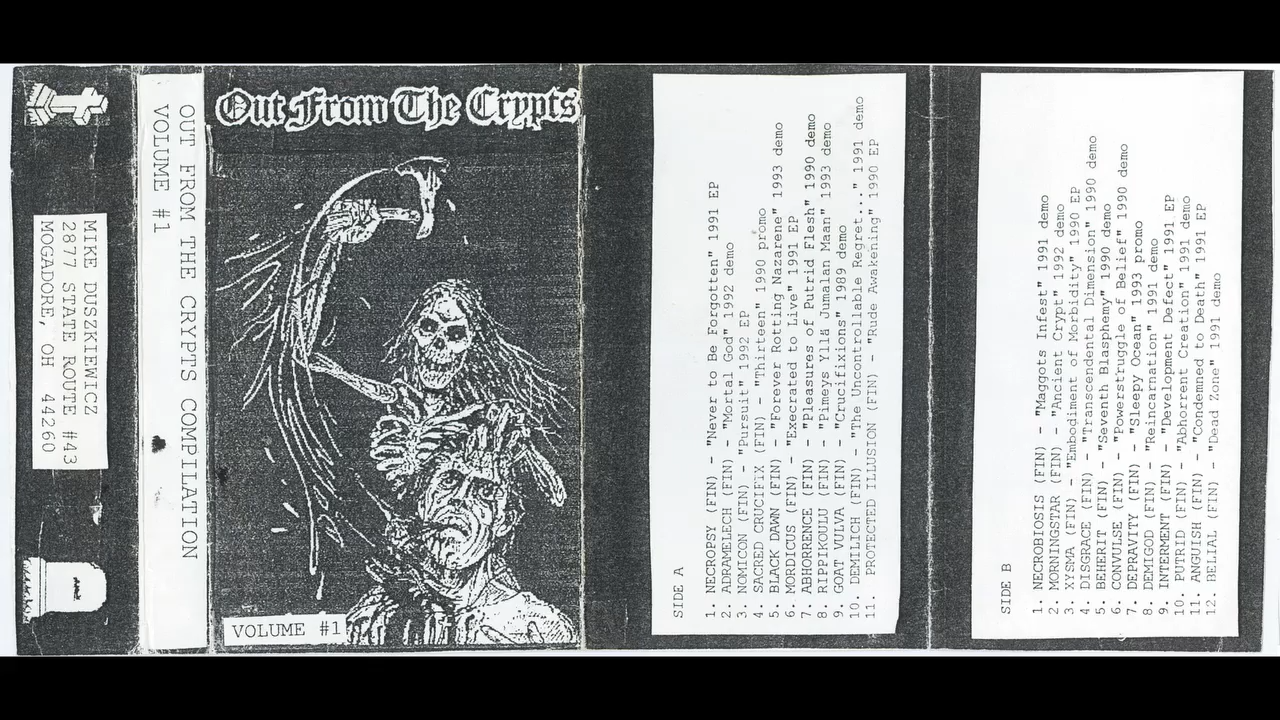 MIKE DUSZKIEWICZ
2877 STATE ROUTE #43
MOGADORE, OH 44260
OUT FROM THE CRYPTS COMPILATION
VOLUME #1
Out From The Crypts
VOLUME #1
SIDE A
1. NECROPSY (FIN) - "Never to Be Forgotten" 1991 EP
2. ADRAMELECH (FIN) - "Mortal God" 1992 demo
3. NOMICON (FIN) - "Pursuit" 1992 EP
4. SACRED CRUCIFIX (FIN) - "Thirteen" 1990 promo
5. BLACK DAWN (FIN) - "Forever Rotting Nazarene" 1993 demo
6. MORDICUS (FIN) - "Execrated to Live" 1991 EP
7. ABHORRENCE (FIN) - "Pleasures of Putrid Flesh" 1990 demo
8. RIPPIKOULU (FIN) - "Pimeys Yllä Jumalan Maan" 1993 demo
9. GOAT VULVA (FIN) - "Crucifixions" 1989 demo
10. DEMILICH (FIN) - "The Uncontrollable Regret..." 1991 demo
11. PROTECTED ILLUSION (FIN) - "Rude Awakening" 1990 EP
SIDE B
1. NECROBIOSIS (FIN) - "Maggots Infest" 1991 demo
2. MORNINGSTAR (FIN) - "Ancient Crypt" 1992 demo
3. XYSMA (FIN) - "Embodiment of Morbidity" 1990 EP
4. DISGRACE (FIN) - "Transcendental Dimension" 1990 demo
5. BEHERIT (FIN) - "Seventh Blasphemy" 1990 demo
6. CONVULSE (FIN) - "Powerstruggle of Belief" 1990 demo
7. DEPRAVITY (FIN) - "Sleepy Ocean" 1993 promo
8. DEMIGOD (FIN) - "Reincarnation" 1991 demo
9. INTERMENT (FIN) - "Development Defect" 1991 EP
10. PUTRID (FIN) - "Abhorrent Creation" 1991 demo
11. ANGUISH (FIN) - "Condemned to Death" 1991 EP
12. BELIAL (FIN) - "Dead Zone" 1991 demo